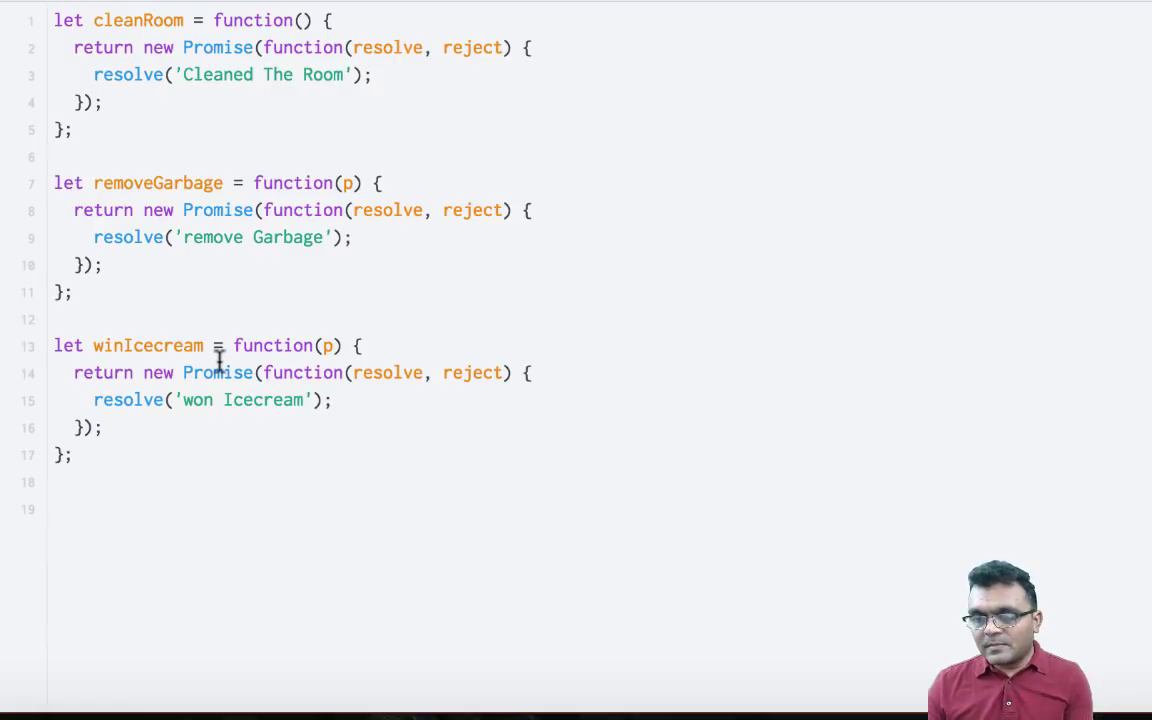 1 let cleanRoom = function() {
2 return new Promise(function(resolve, reject) {
3 resolve('Cleaned The Room');
4 });
5 };
6
7 let removeGarbage = function(p) {
8 return new Promise(function(resolve, reject) {
9 resolve('remove Garbage');
10 });
11 };
12
13 let winIcecream = function(p) {
14 return new Promise(function(resolve, reject) {
15 resolve('won Icecream');
16 });
17 };
18
19